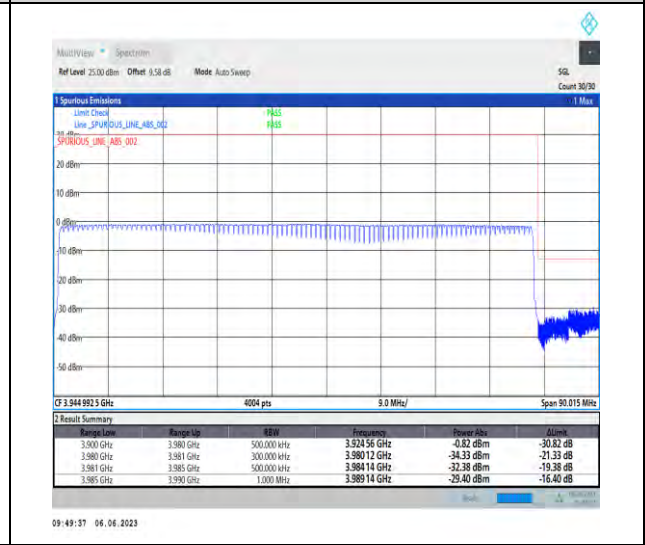 MultiView Spectrum
Ref Level 25.00 dBm Offset 9.58 dB Mode Auto Sweep SGL
Count 30/30
1 Spurious Emissions 1 Max
Limit Check PASS
Line _SPURIOUS_LINE_ABS_002 PASS
30 dBm
SPURIOUS_LINE_ABS_002
20 dBm
10 dBm
0 dBm
-10 dBm
-20 dBm
-30 dBm
-40 dBm
-50 dBm
CF 3.944 992 5 GHz 4004 pts 9.0 MHz/ Span 90.015 MHz
2 Result Summary
Range Low Range Up RBW Frequency Power Abs ΔLimit
3.900 GHz 3.980 GHz 500.000 kHz 3.924 56 GHz -0.82 dBm -30.82 dB
3.980 GHz 3.981 GHz 300.000 kHz 3.980 12 GHz -34.33 dBm -21.33 dB
3.981 GHz 3.985 GHz 500.000 kHz 3.984 14 GHz -32.38 dBm -19.38 dB
3.985 GHz 3.990 GHz 1.000 MHz 3.989 14 GHz -29.40 dBm -16.40 dB
Ready
09:49:37 06.06.2023